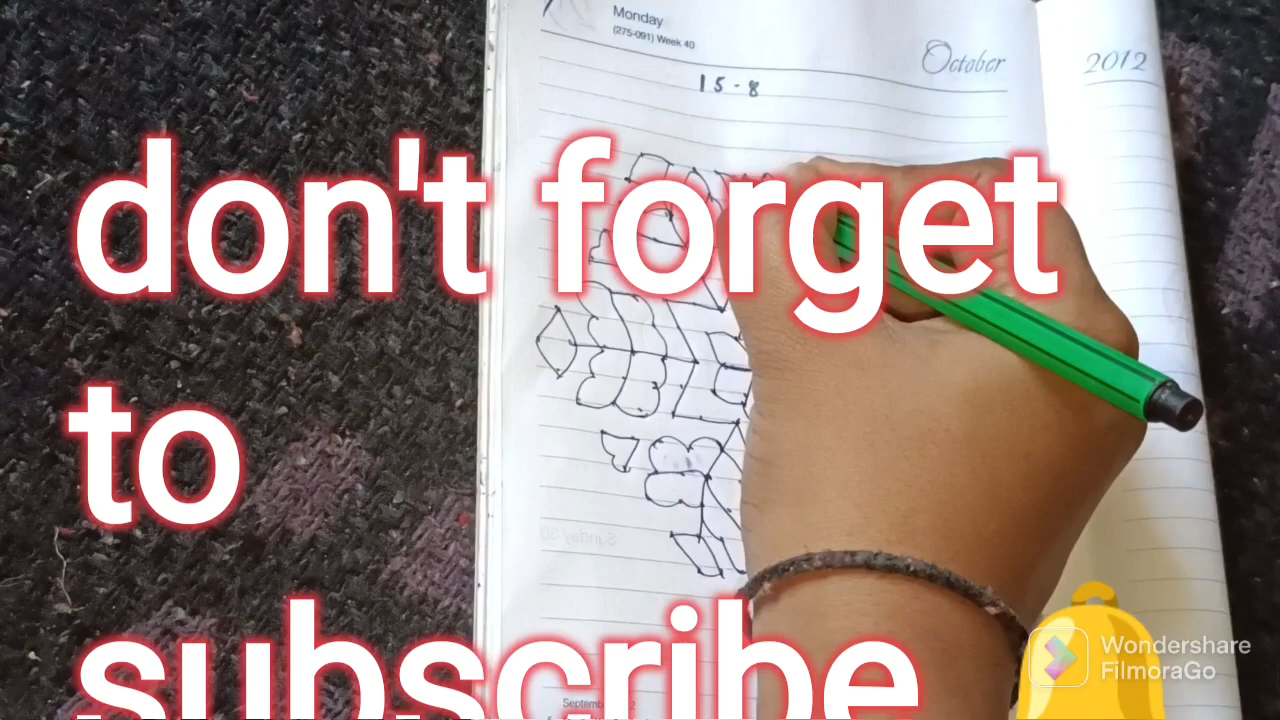 Monday
(275-091) Week 40
October
2012
15-8
don't forget
to
subscribe
Wondershare
FilmoraGo